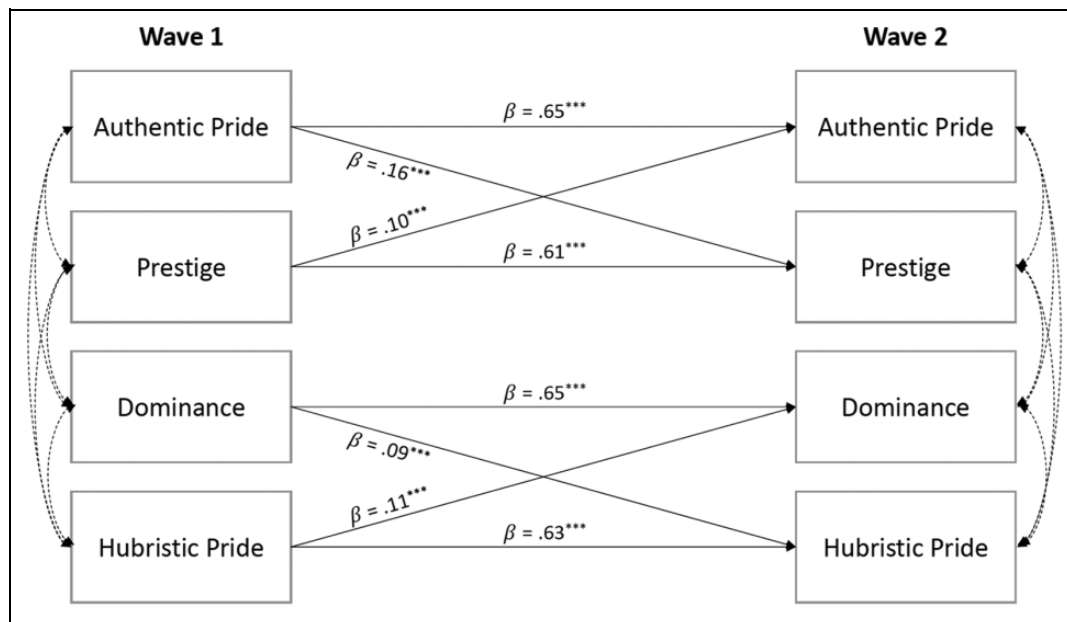 Wave 1
Wave 2
Authentic Pride
β = .65***
Authentic Pride
β = .16***
β = .10***
Prestige
β = .61***
Prestige
Dominance
β = .65***
Dominance
β = .09***
β = .11***
Hubristic Pride
β = .63***
Hubristic Pride